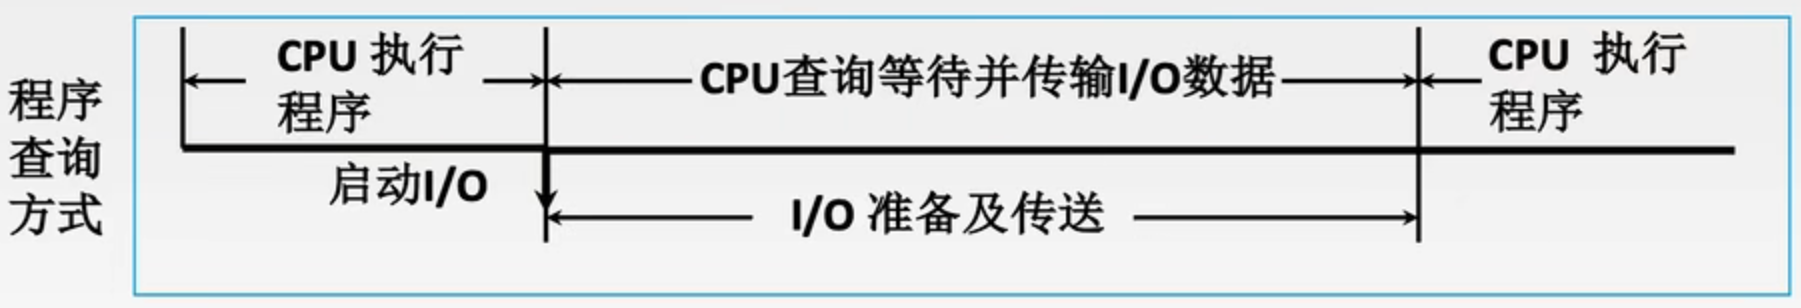 程序
查询
方式
CPU 执行
程序
CPU查询等待并传输I/O数据
CPU 执行
程序
启动I/O
I/O 准备及传送